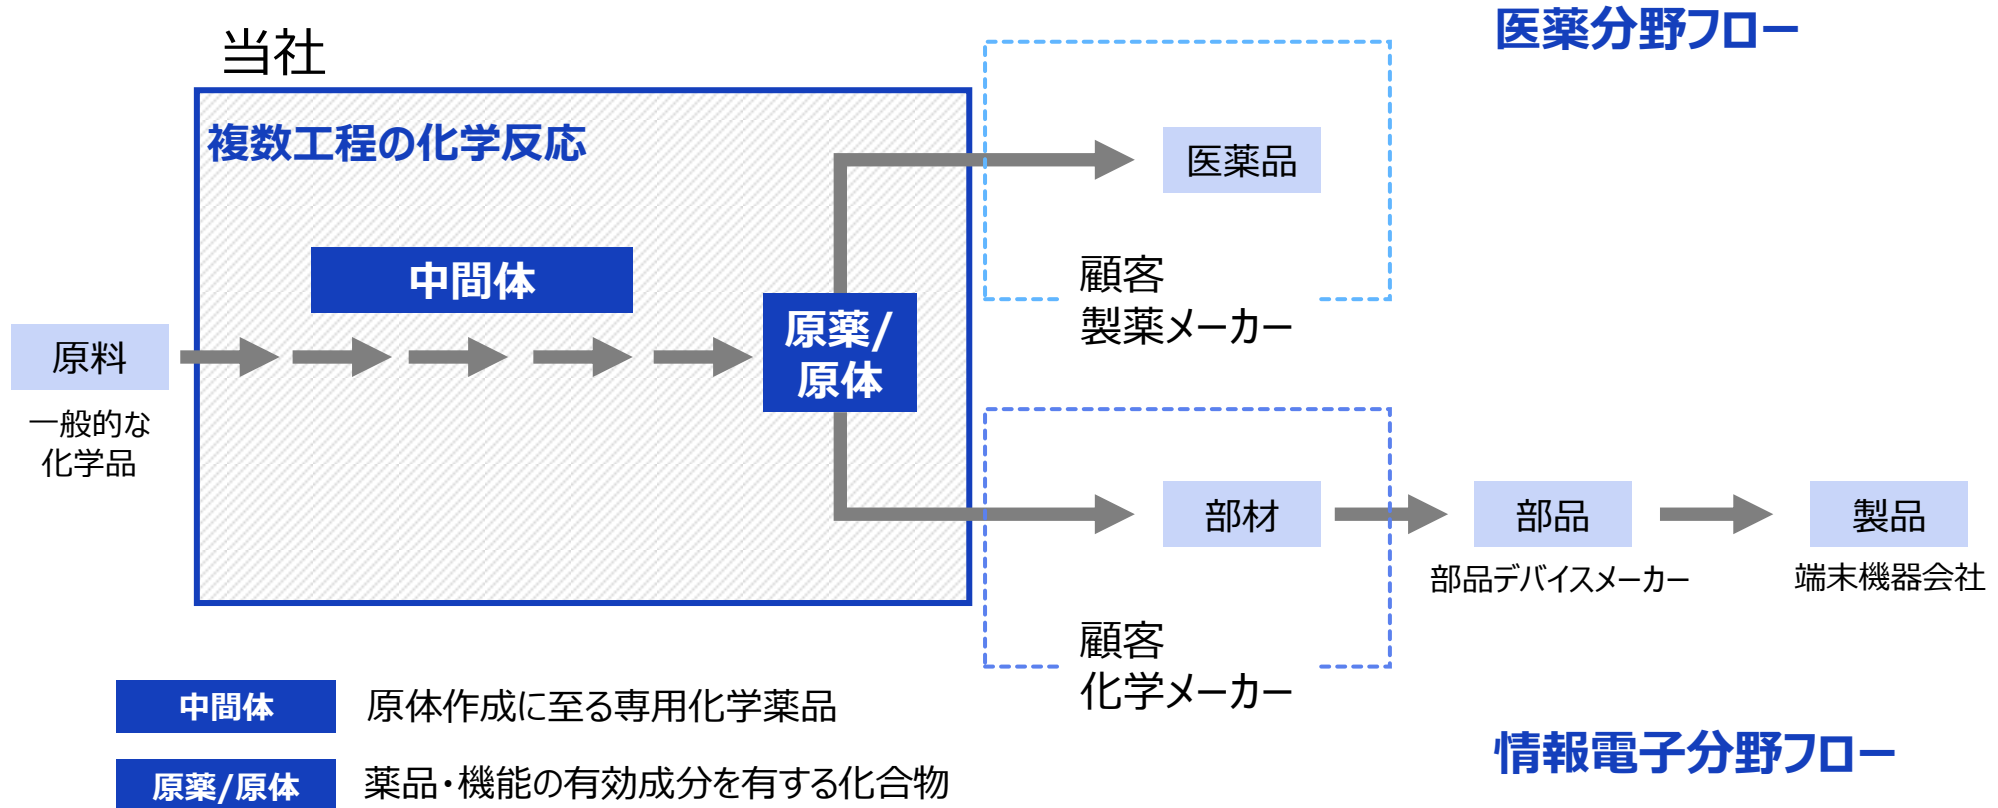 医薬分野フロー
当社
複数工程の化学反応
医薬品
中間体
顧客
製薬メーカー
原薬/
原体
原料
一般的な
化学品
部材
部品
製品
部品デバイスメーカー
端末機器会社
顧客
化学メーカー
中間体
原体作成に至る専用化学薬品
情報電子分野フロー
原薬/原体
薬品・機能の有効成分を有する化合物